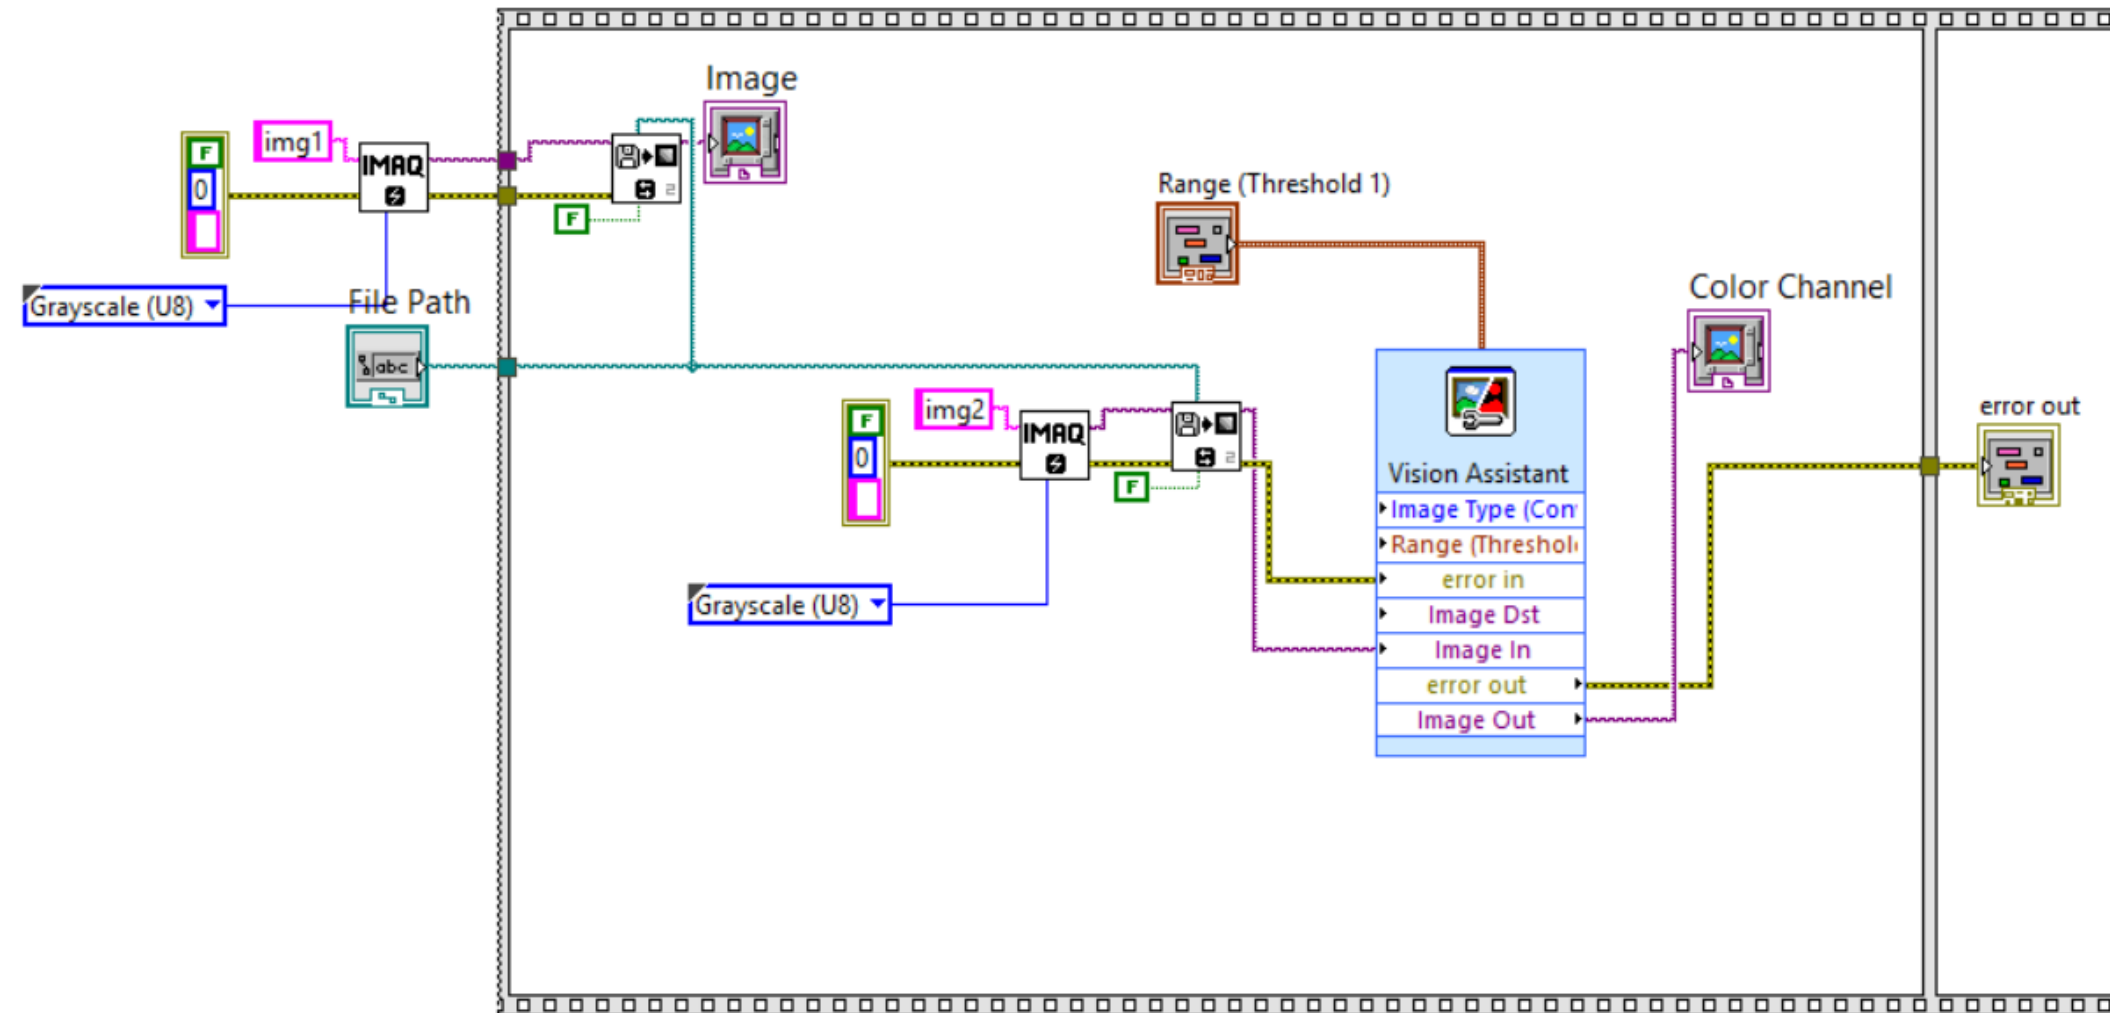 Image
img1
F
IMAQ
0
F
Range (Threshold 1)
Grayscale (U8)
File Path
abc
Color Channel
img2
F
IMAQ
0
F
error out
Vision Assistant
Image Type (Con
Range (Threshol
error in
Image Dst
Grayscale (U8)
Image In
error out
Image Out